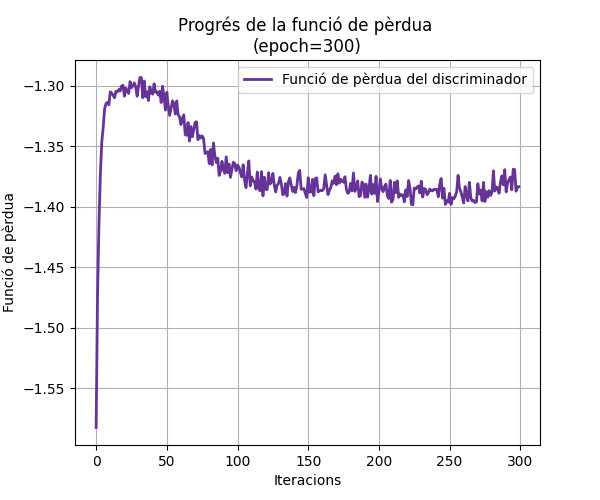 Progrés de la funció de pèrdua
(epoch=300)
Funció de pèrdua del discriminador
Funció de pèrdua
−1.30
−1.35
−1.40
−1.45
−1.50
−1.55
0 50 100 150 200 250 300
Iteracions